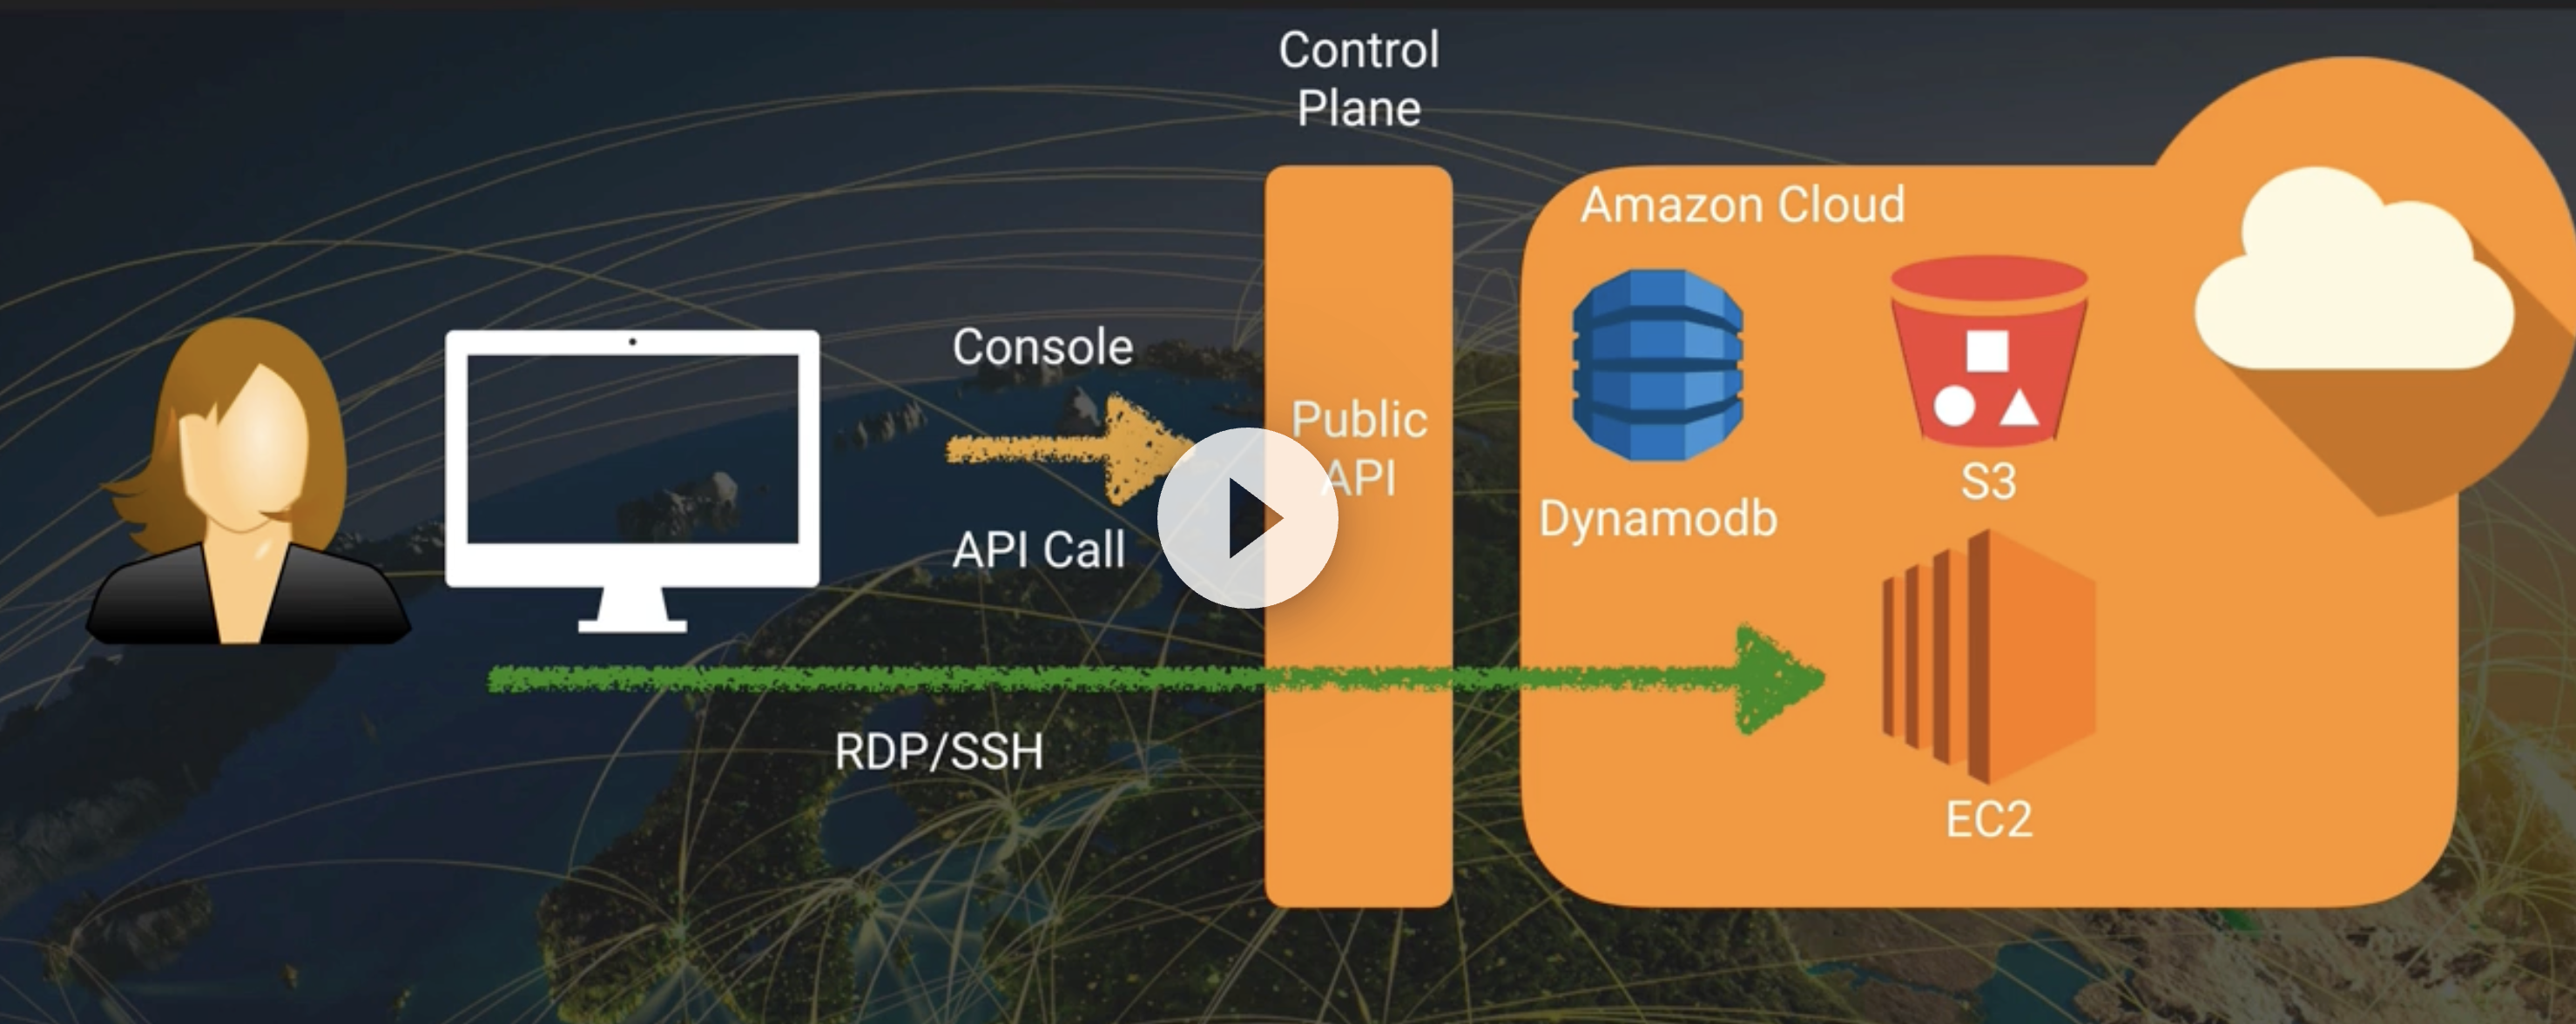 Control
Plane
Amazon Cloud
Console
Public
API
API Call
S3
Dynamodb
RDP/SSH
EC2